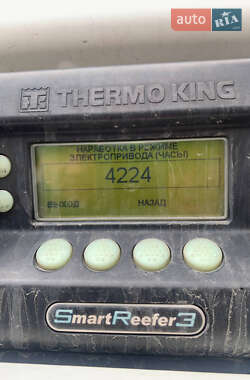 auto.RIA
THERMO KING
НАРАБОТКА В РЕЖИМЕ
ЭЛЕКТРОПРИВОДА (ЧАСЫ)
4224
ВЫХОД НАЗАД
SmartReefer3